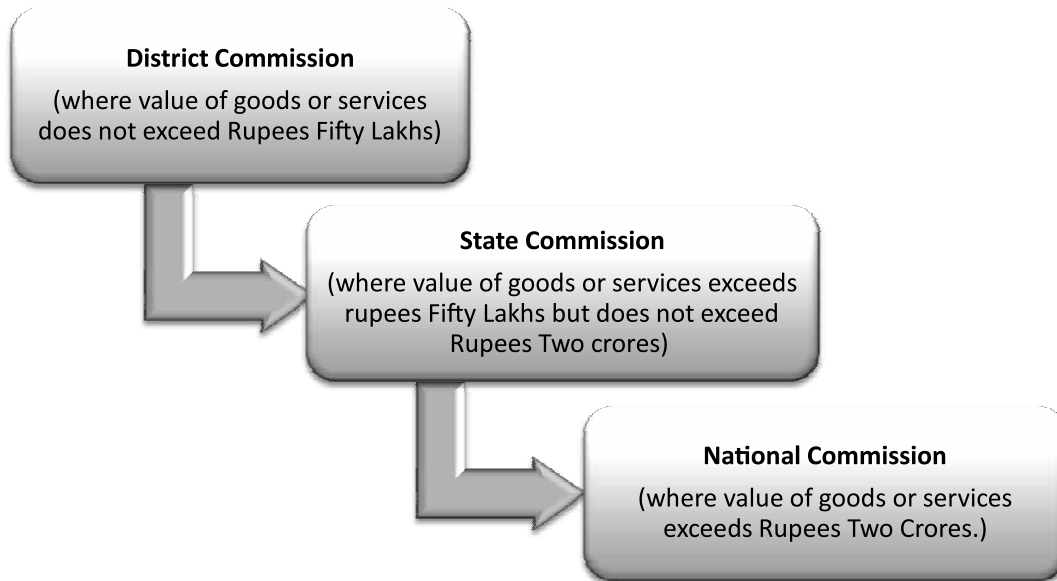 District Commission
(where value of goods or services
does not exceed Rupees Fifty Lakhs)
State Commission
(where value of goods or services exceeds
rupees Fifty Lakhs but does not exceed
Rupees Two crores)
National Commission
(where value of goods or services
exceeds Rupees Two Crores.)